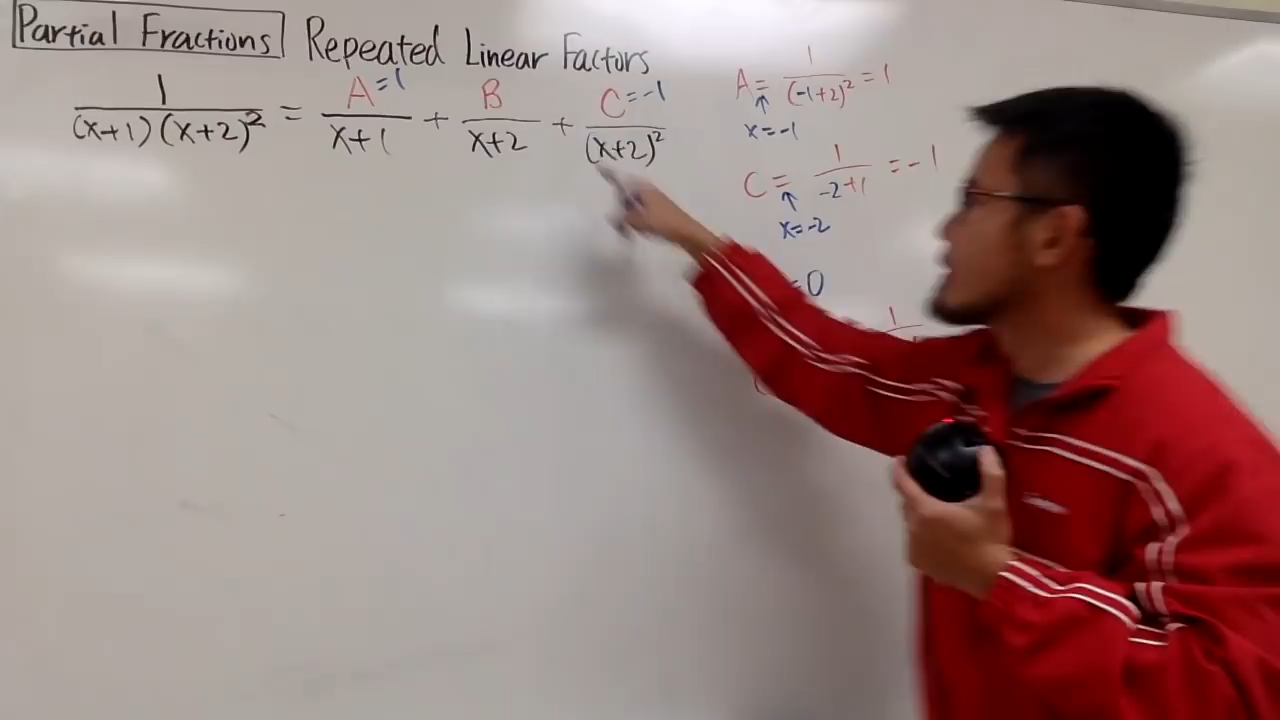 Partial Fractions Repeated Linear Factors
1/((x+1)(x+2)²) = A=1/(x+1) + B/(x+2) + C=-1/(x+2)²
A = 1/(-1+2)² = 1
x=-1
C = 1/(-2+1) = -1
x=-2
=0
1